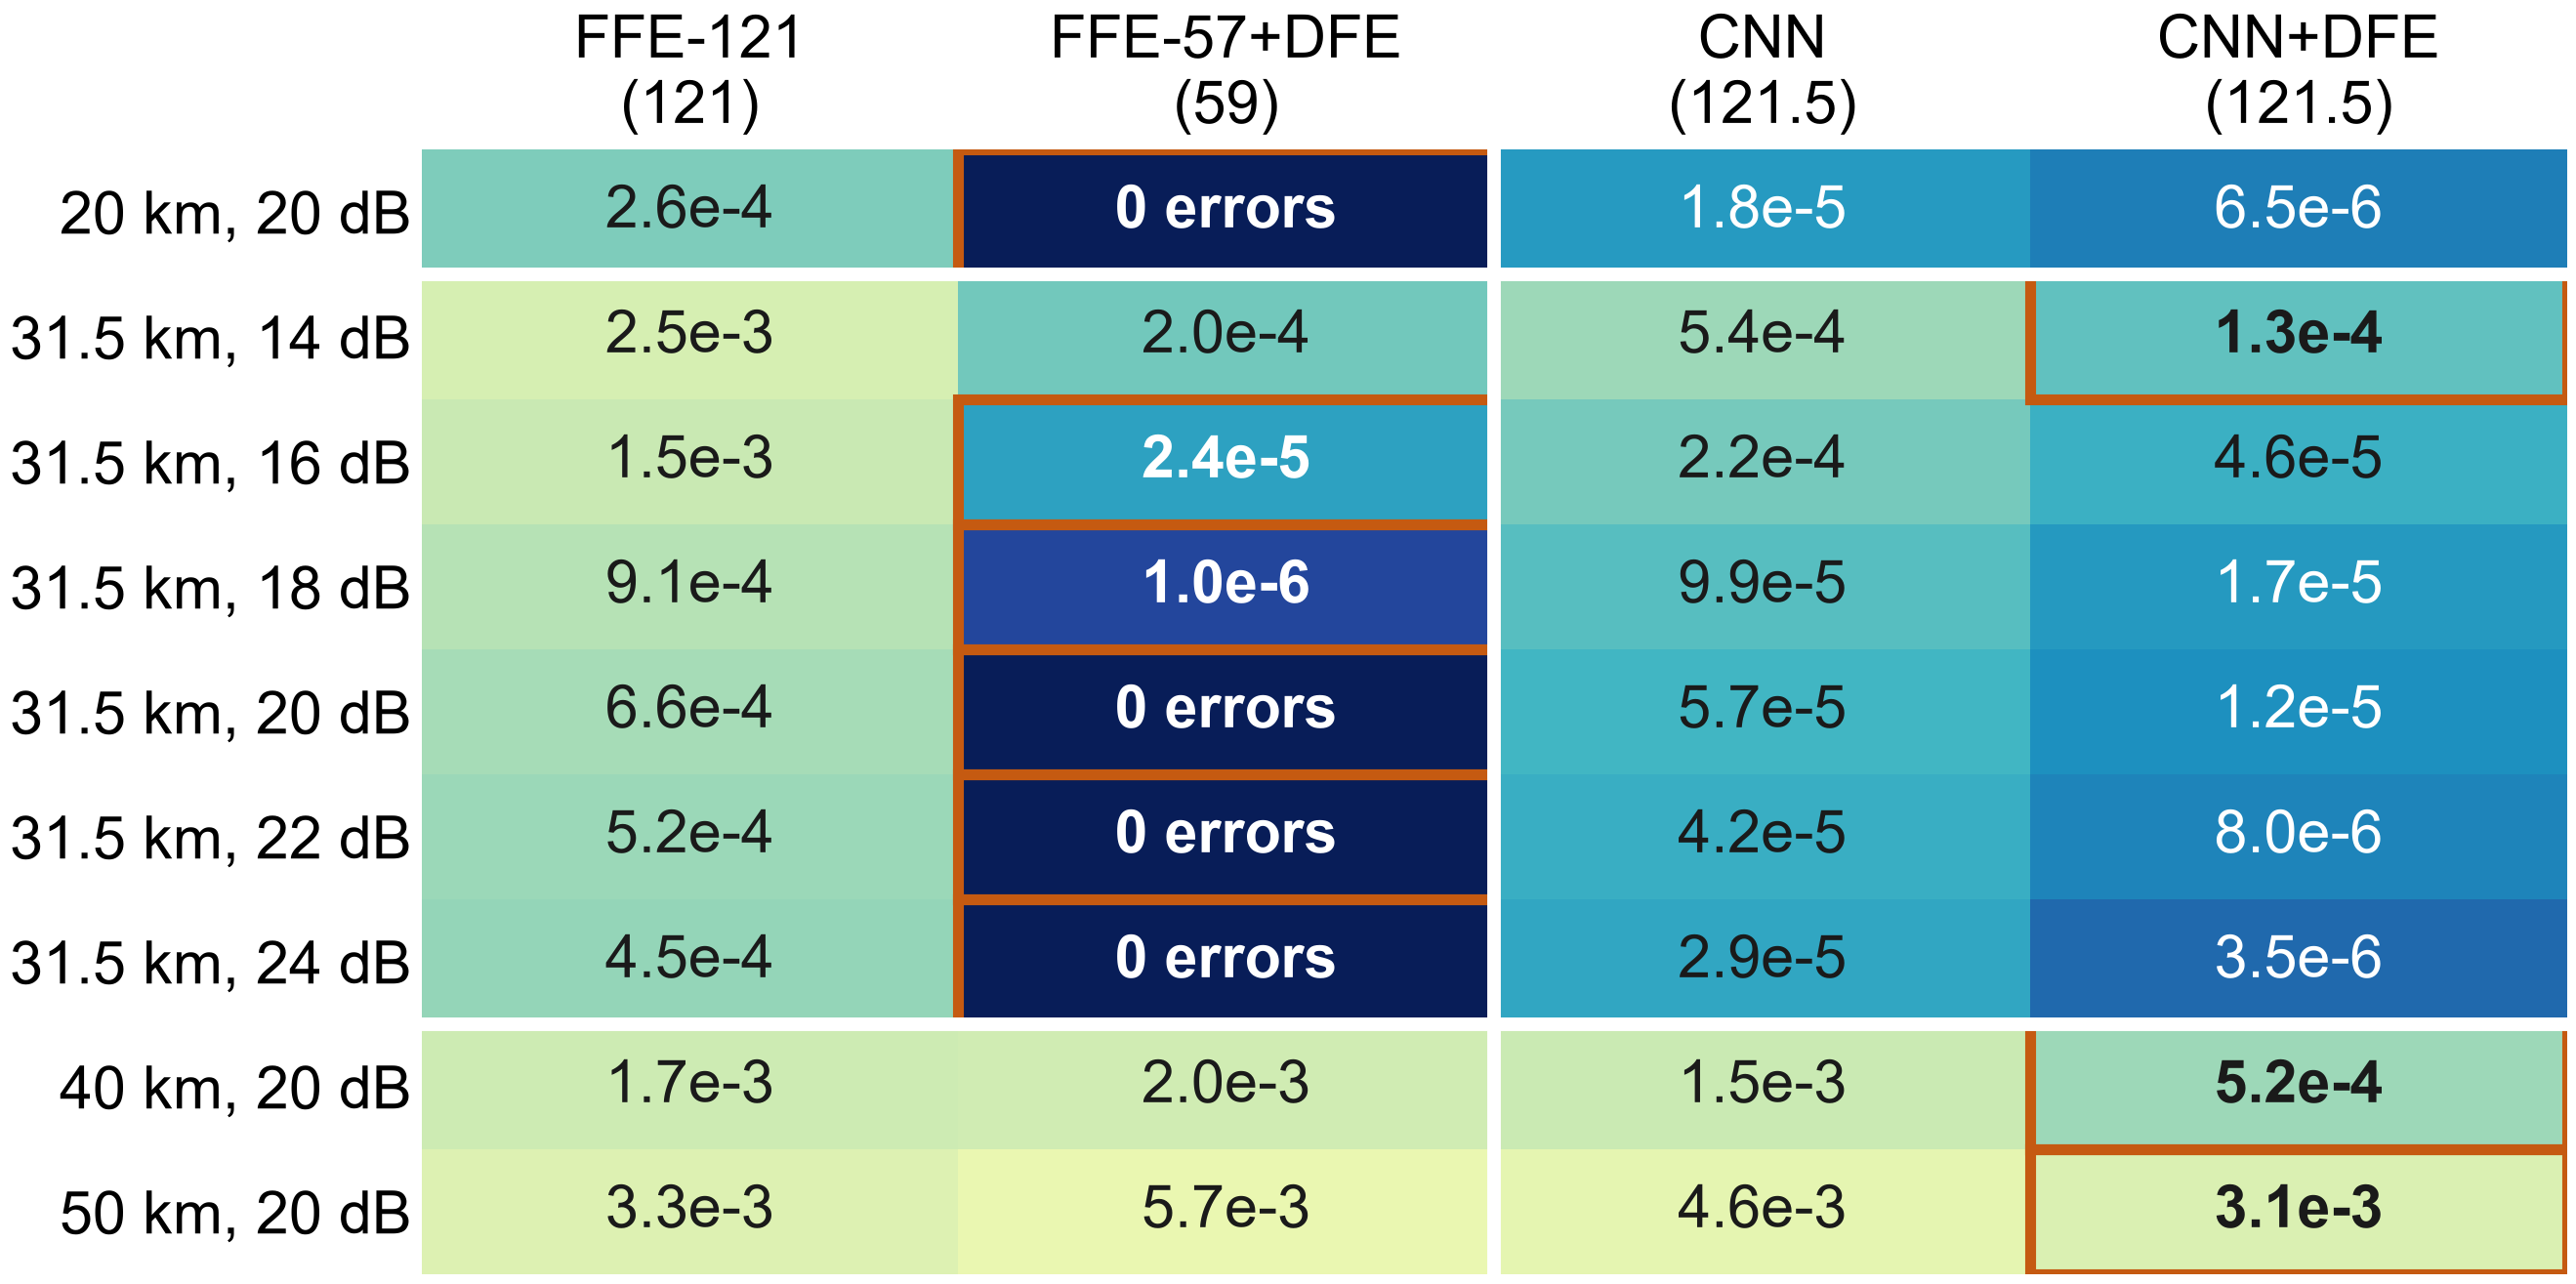 FFE-121 FFE-57+DFE CNN CNN+DFE
(121) (59) (121.5) (121.5)
20 km, 20 dB 2.6e-4 0 errors 1.8e-5 6.5e-6
31.5 km, 14 dB 2.5e-3 2.0e-4 5.4e-4 1.3e-4
31.5 km, 16 dB 1.5e-3 2.4e-5 2.2e-4 4.6e-5
31.5 km, 18 dB 9.1e-4 1.0e-6 9.9e-5 1.7e-5
31.5 km, 20 dB 6.6e-4 0 errors 5.7e-5 1.2e-5
31.5 km, 22 dB 5.2e-4 0 errors 4.2e-5 8.0e-6
31.5 km, 24 dB 4.5e-4 0 errors 2.9e-5 3.5e-6
40 km, 20 dB 1.7e-3 2.0e-3 1.5e-3 5.2e-4
50 km, 20 dB 3.3e-3 5.7e-3 4.6e-3 3.1e-3